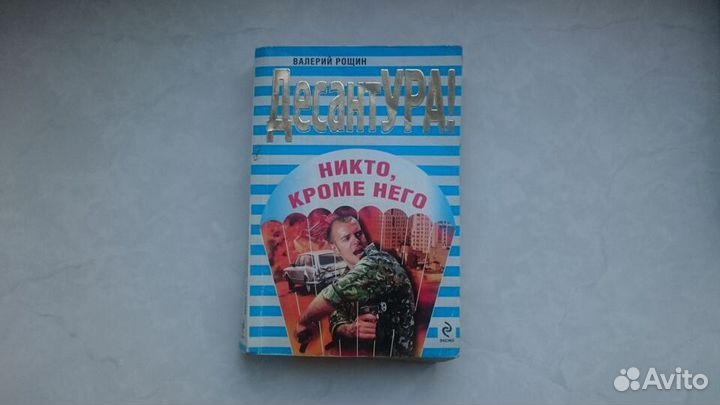 ВАЛЕРИЙ РОЩИН
ДесантУРА!
НИКТО,
КРОМЕ НЕГО
ЭКСМО
Avito